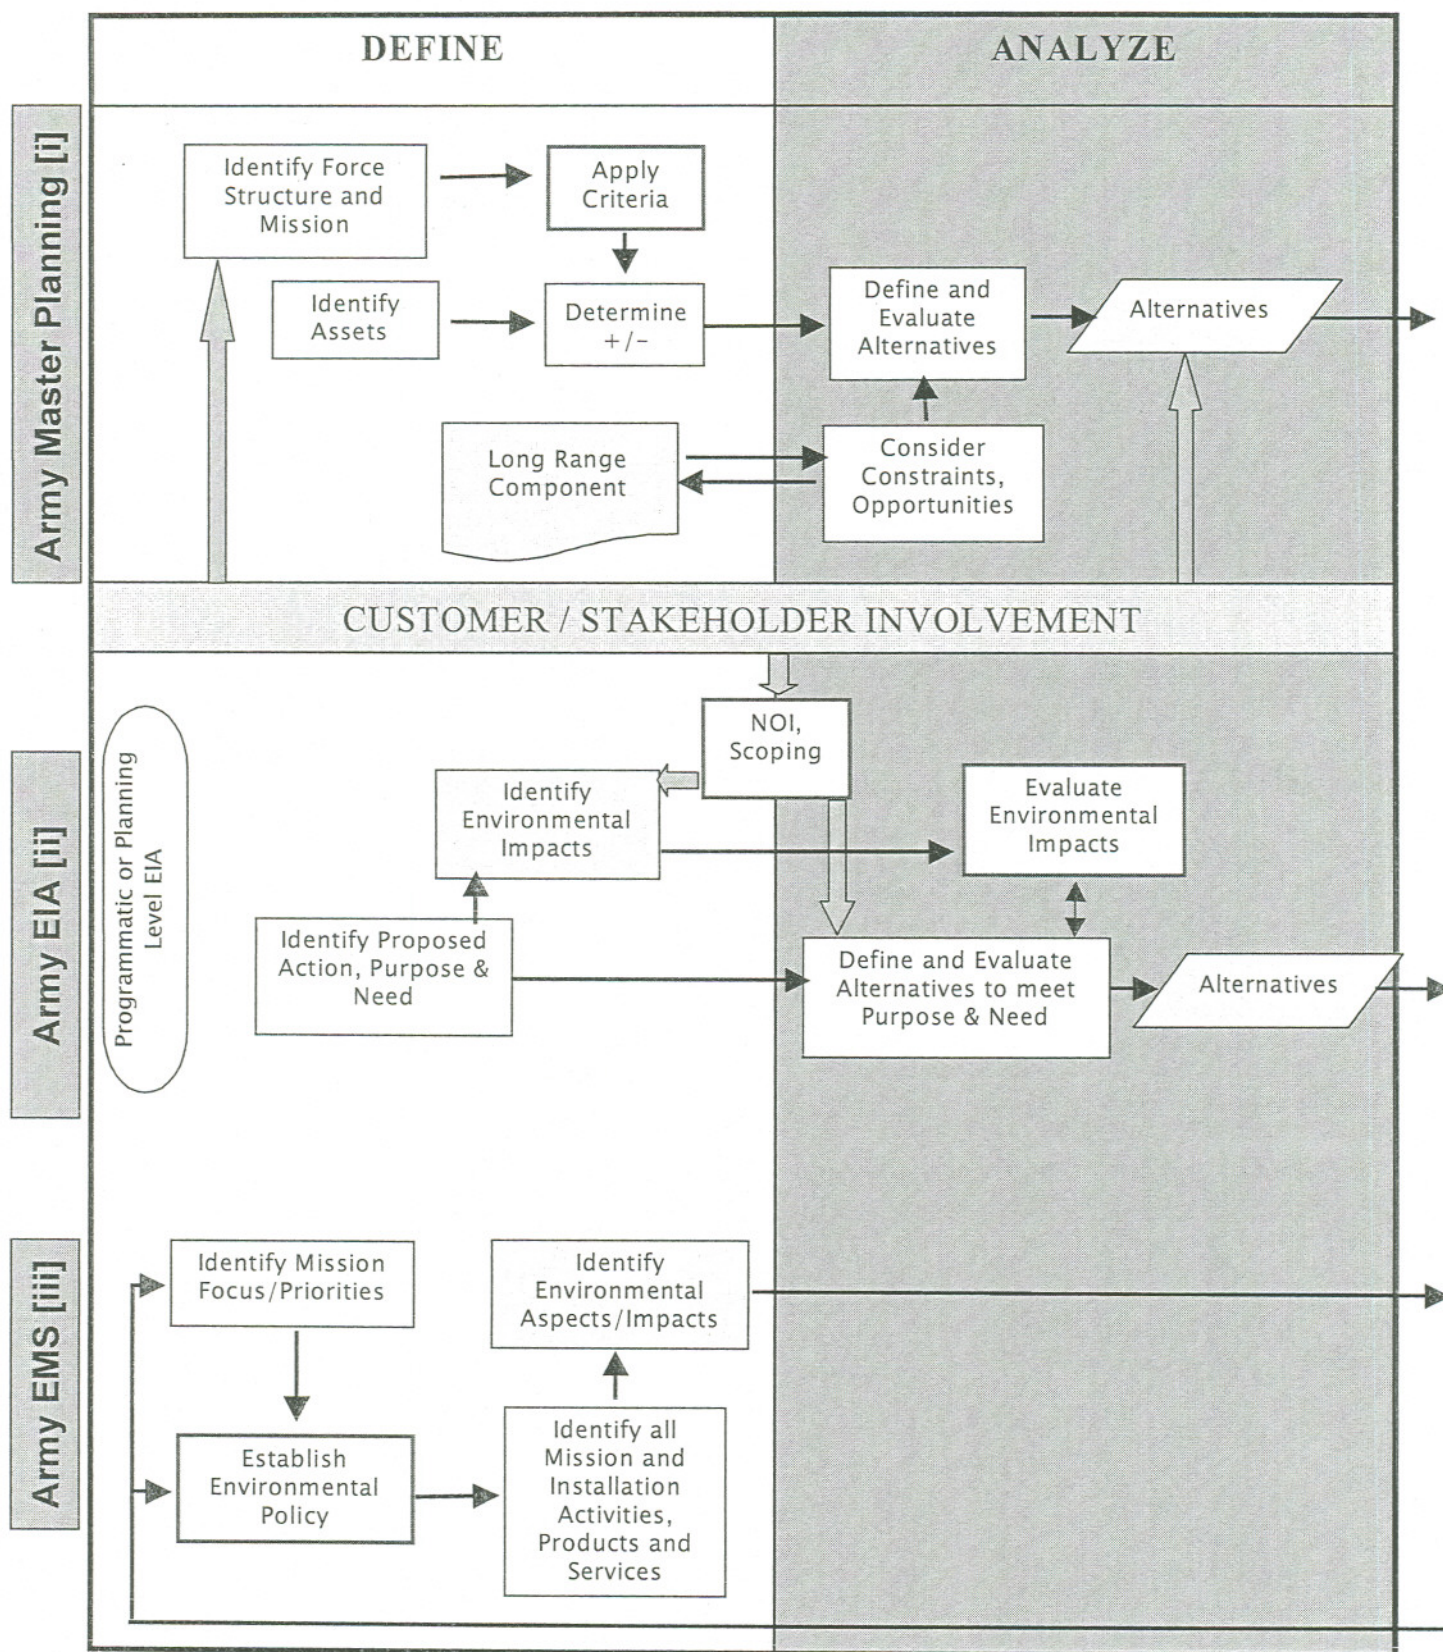 DEFINE
ANALYZE
Army Master Planning [i]
Identify Force
Structure and
Mission
Apply
Criteria
Identify
Assets
Determine
+/-
Define and
Evaluate
Alternatives
Alternatives
Long Range
Component
Consider
Constraints,
Opportunities
CUSTOMER / STAKEHOLDER INVOLVEMENT
Army EIA [ii]
Programmatic or Planning
Level EIA
NOI,
Scoping
Identify
Environmental
Impacts
Evaluate
Environmental
Impacts
Identify Proposed
Action, Purpose &
Need
Define and Evaluate
Alternatives to meet
Purpose & Need
Alternatives
Army EMS [iii]
Identify Mission
Focus/Priorities
Identify
Environmental
Aspects/Impacts
Establish
Environmental
Policy
Identify all
Mission and
Installation
Activities,
Products and
Services